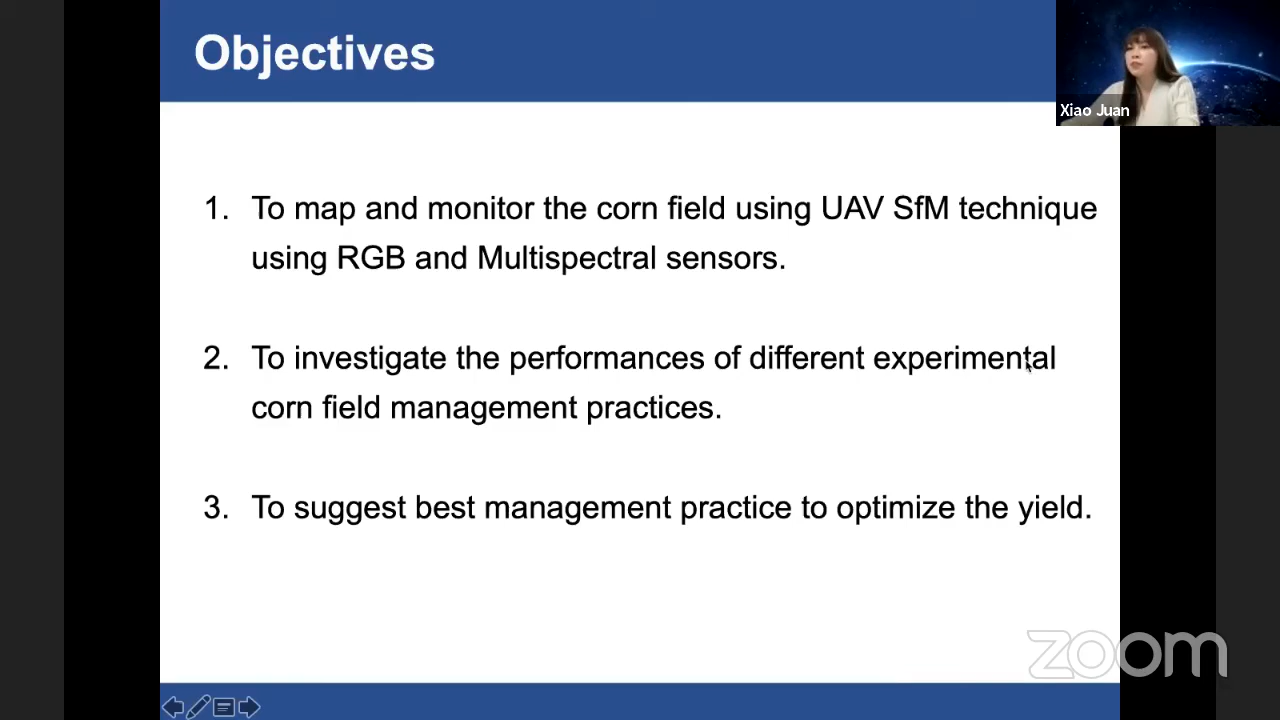 Objectives
Xiao Juan
1. To map and monitor the corn field using UAV SfM technique
using RGB and Multispectral sensors.
2. To investigate the performances of different experimental
corn field management practices.
3. To suggest best management practice to optimize the yield.
zoom